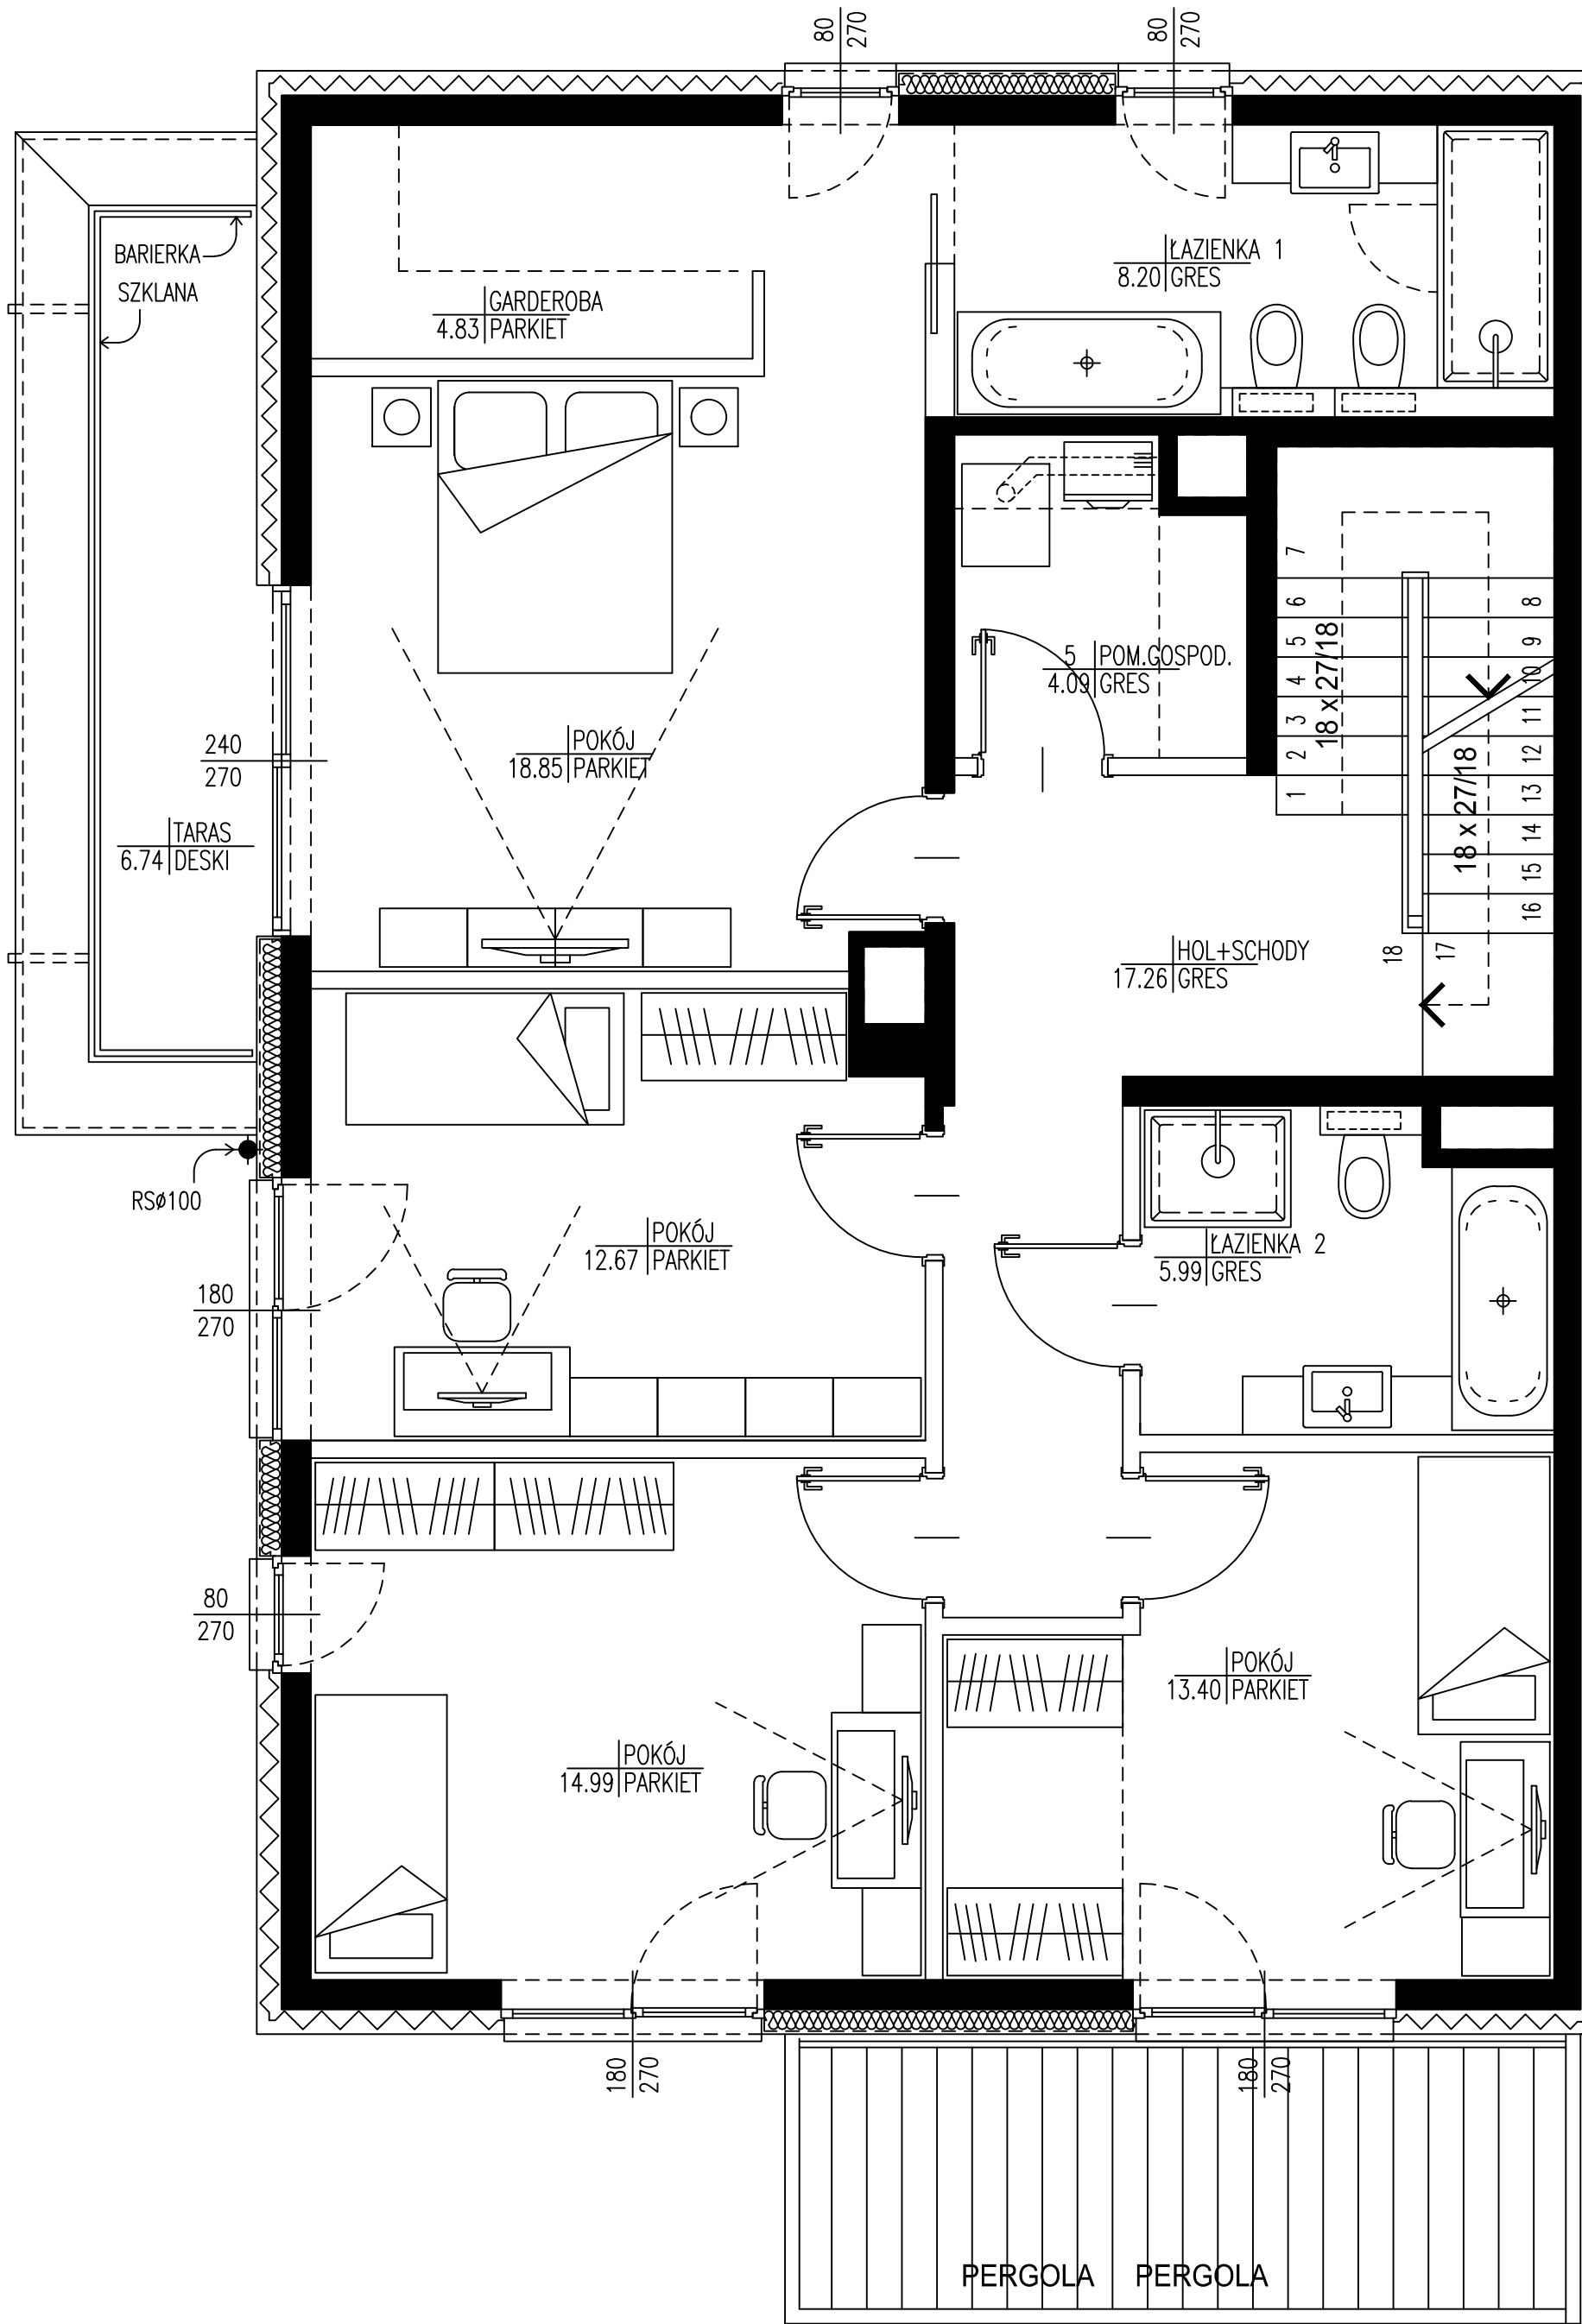 80
270
80
270
BARIERKA
SZKLANA
GARDEROBA
4.83 PARKIET
ŁAZIENKA 1
8.20 GRES
7
6
5
4
3
2
1
18 x 27/18
8
9
10
11
12
13
14
15
16
18 x 27/18
18
17
5 POM.GOSPOD.
4.09 GRES
240
270
POKÓJ
18.85 PARKIET
TARAS
6.74 DESKI
HOL+SCHODY
17.26 GRES
RSø100
POKÓJ
12.67 PARKIET
ŁAZIENKA 2
5.99 GRES
180
270
80
270
POKÓJ
13.40 PARKIET
POKÓJ
14.99 PARKIET
180
270
180
270
PERGOLA PERGOLA